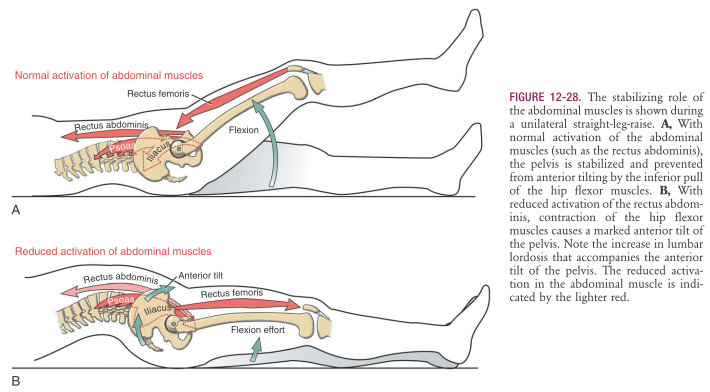 Normal activation of abdominal muscles
Rectus femoris
Rectus abdominis
Psoas
Iliacus
Flexion
A
Reduced activation of abdominal muscles
Rectus abdominis
Anterior tilt
Psoas
Iliacus
Rectus femoris
Flexion effort
B
FIGURE 12-28. The stabilizing role of
the abdominal muscles is shown during
a unilateral straight-leg-raise. A, With
normal activation of the abdominal
muscles (such as the rectus abdominis),
the pelvis is stabilized and prevented
from anterior tilting by the inferior pull
of the hip flexor muscles. B, With
reduced activation of the rectus abdom-
inis, contraction of the hip flexor
muscles causes a marked anterior tilt of
the pelvis. Note the increase in lumbar
lordosis that accompanies the anterior
tilt of the pelvis. The reduced activa-
tion in the abdominal muscle is indi-
cated by the lighter red.